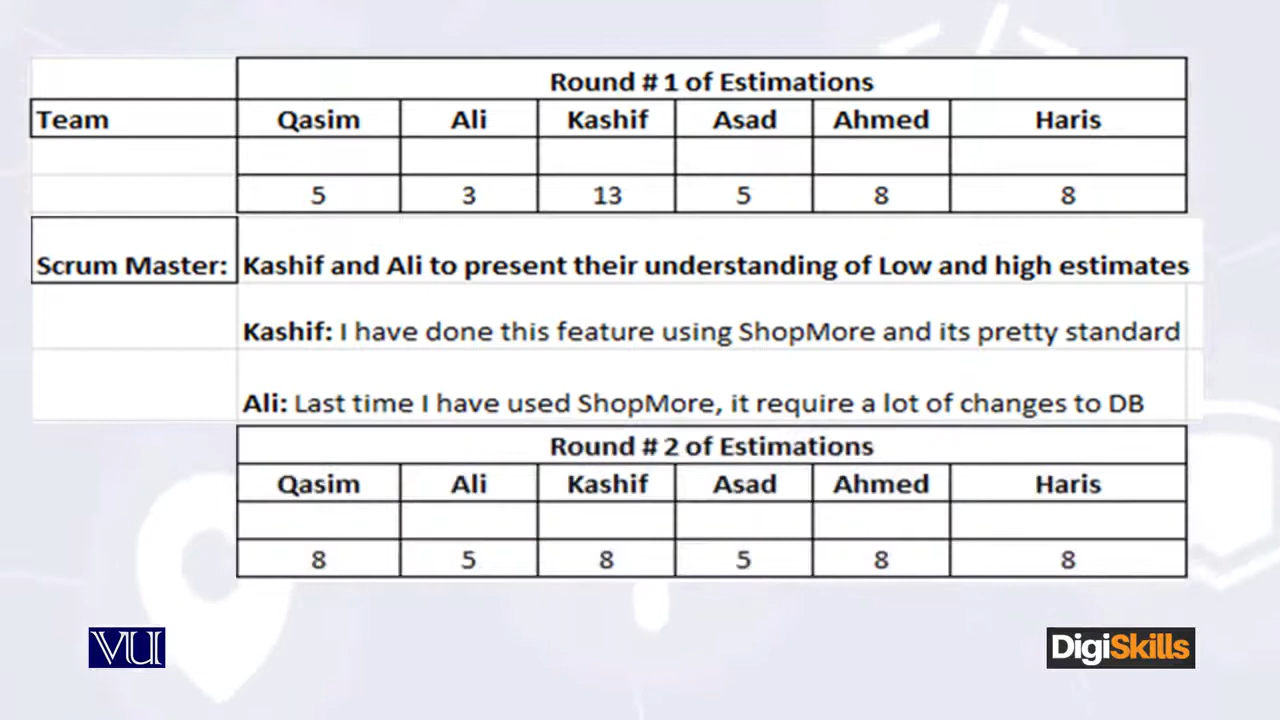 Round # 1 of Estimations
Team Qasim Ali Kashif Asad Ahmed Haris
5 3 13 5 8 8
Scrum Master: Kashif and Ali to present their understanding of Low and high estimates
Kashif: I have done this feature using ShopMore and its pretty standard
Ali: Last time I have used ShopMore, it require a lot of changes to DB
Round # 2 of Estimations
Qasim Ali Kashif Asad Ahmed Haris
8 5 8 5 8 8
VU DigiSkills